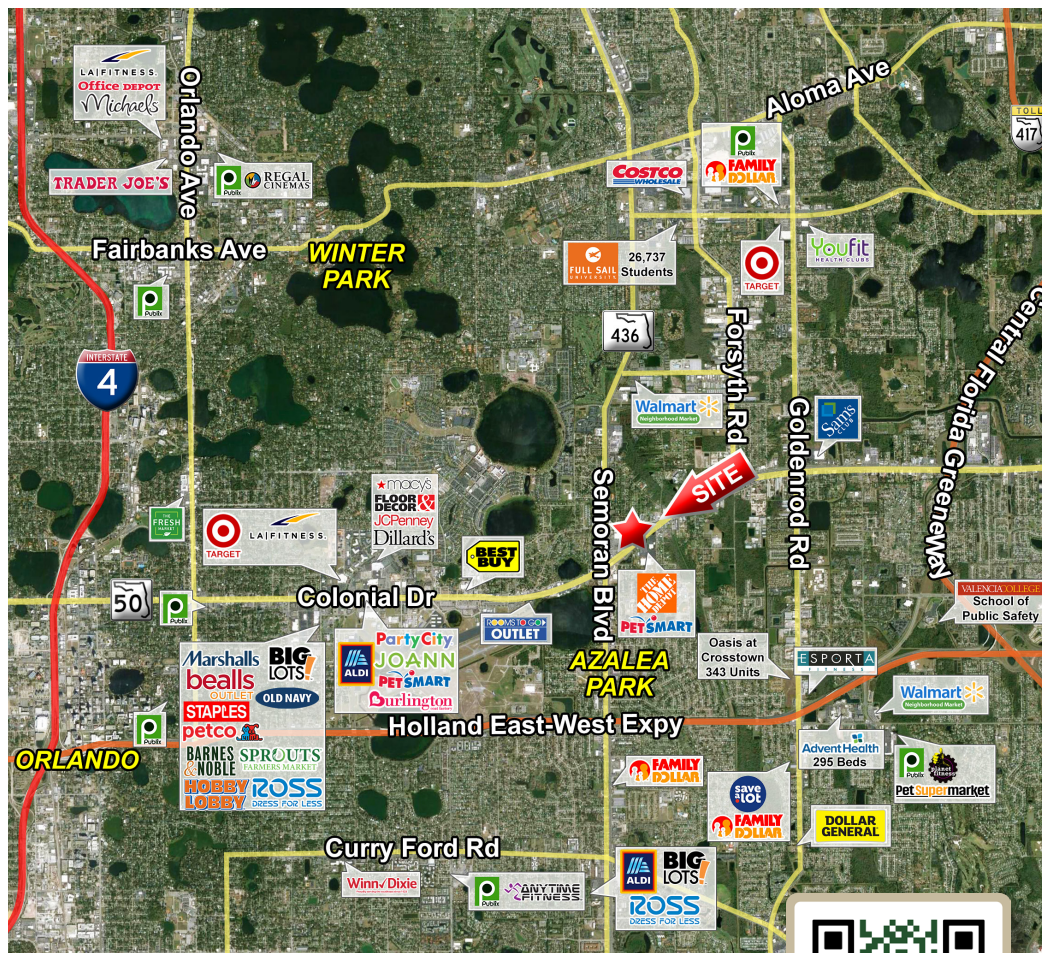 LA|FITNESS.
Office DEPOT
Michaels
Orlando Ave
TRADER JOE'S
Publix
REGAL
CINEMAS
Aloma Ave
Publix
FAMILY
DOLLAR
COSTCO
WHOLESALE
TOLL
417
Fairbanks Ave
WINTER
PARK
FULL SAIL
UNIVERSITY
26,737
Students
TARGET
Youfit
HEALTH CLUBS
Publix
INTERSTATE
4
436
Forsyth Rd
Central Florida Greeneway
Walmart
Neighborhood Market
Goldenrod Rd
Sam's
CLUB
SITE
Semoran Blvd
macy's
FLOOR &
DECOR
JCPenney
Dillard's
THE
FRESH
MARKET
TARGET
LA|FITNESS.
BEST
BUY
50
Publix
Colonial Dr
ROOMS TO GO
OUTLET
THE
HOME
DEPOT
PETSMART
VALENCIACOLLEGE
School of
Public Safety
Marshalls
bealls
OUTLET
STAPLES
petco
BARNES
&NOBLE
HOBBY
LOBBY
BIG
LOTS!
OLD NAVY
SPROUTS
FARMERS MARKET
ROSS
DRESS FOR LESS
ALDI
PartyCity
JOANN
PETSMART
Burlington
AZALEA
PARK
Oasis at
Crosstown
343 Units
ESPORTA
FITNESS
Walmart
Neighborhood Market
Publix
ORLANDO
Holland East-West Expy
AdventHealth
295 Beds
Publix
planet
fitness
PetSupermarket
FAMILY
DOLLAR
save
a lot
FAMILY
DOLLAR
DOLLAR
GENERAL
Curry Ford Rd
Winn Dixie
Publix
ANYTIME
FITNESS
ALDI
BIG
LOTS!
ROSS
DRESS FOR LESS